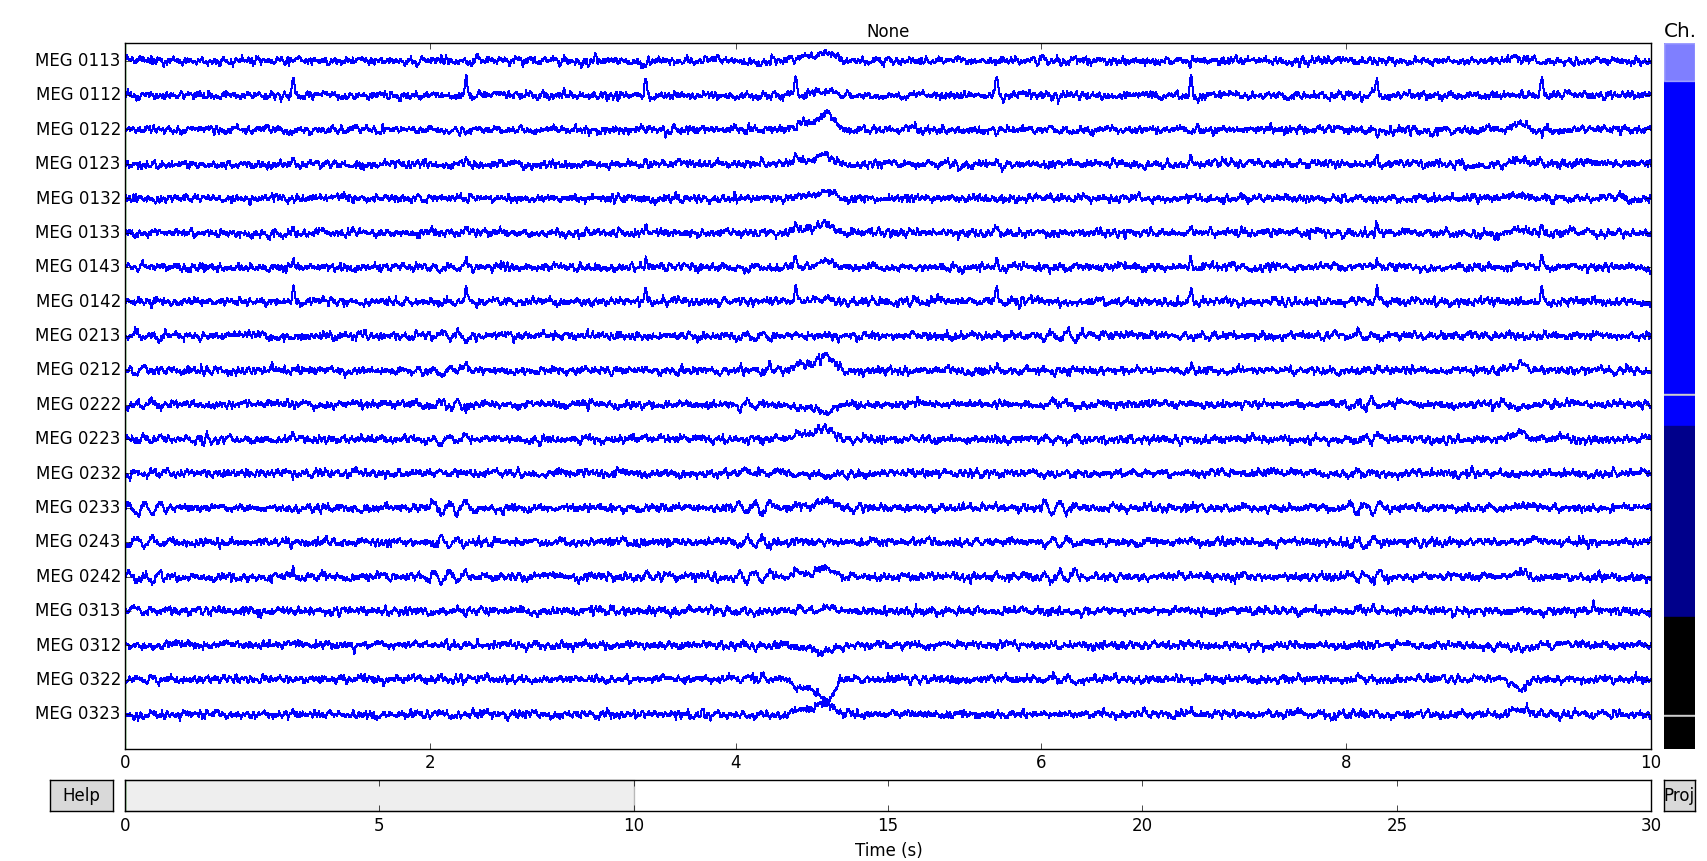 None
Ch.
MEG 0113
MEG 0112
MEG 0122
MEG 0123
MEG 0132
MEG 0133
MEG 0143
MEG 0142
MEG 0213
MEG 0212
MEG 0222
MEG 0223
MEG 0232
MEG 0233
MEG 0243
MEG 0242
MEG 0313
MEG 0312
MEG 0322
MEG 0323
0 2 4 6 8 10
Help
Proj
0 5 10 15 20 25 30
Time (s)